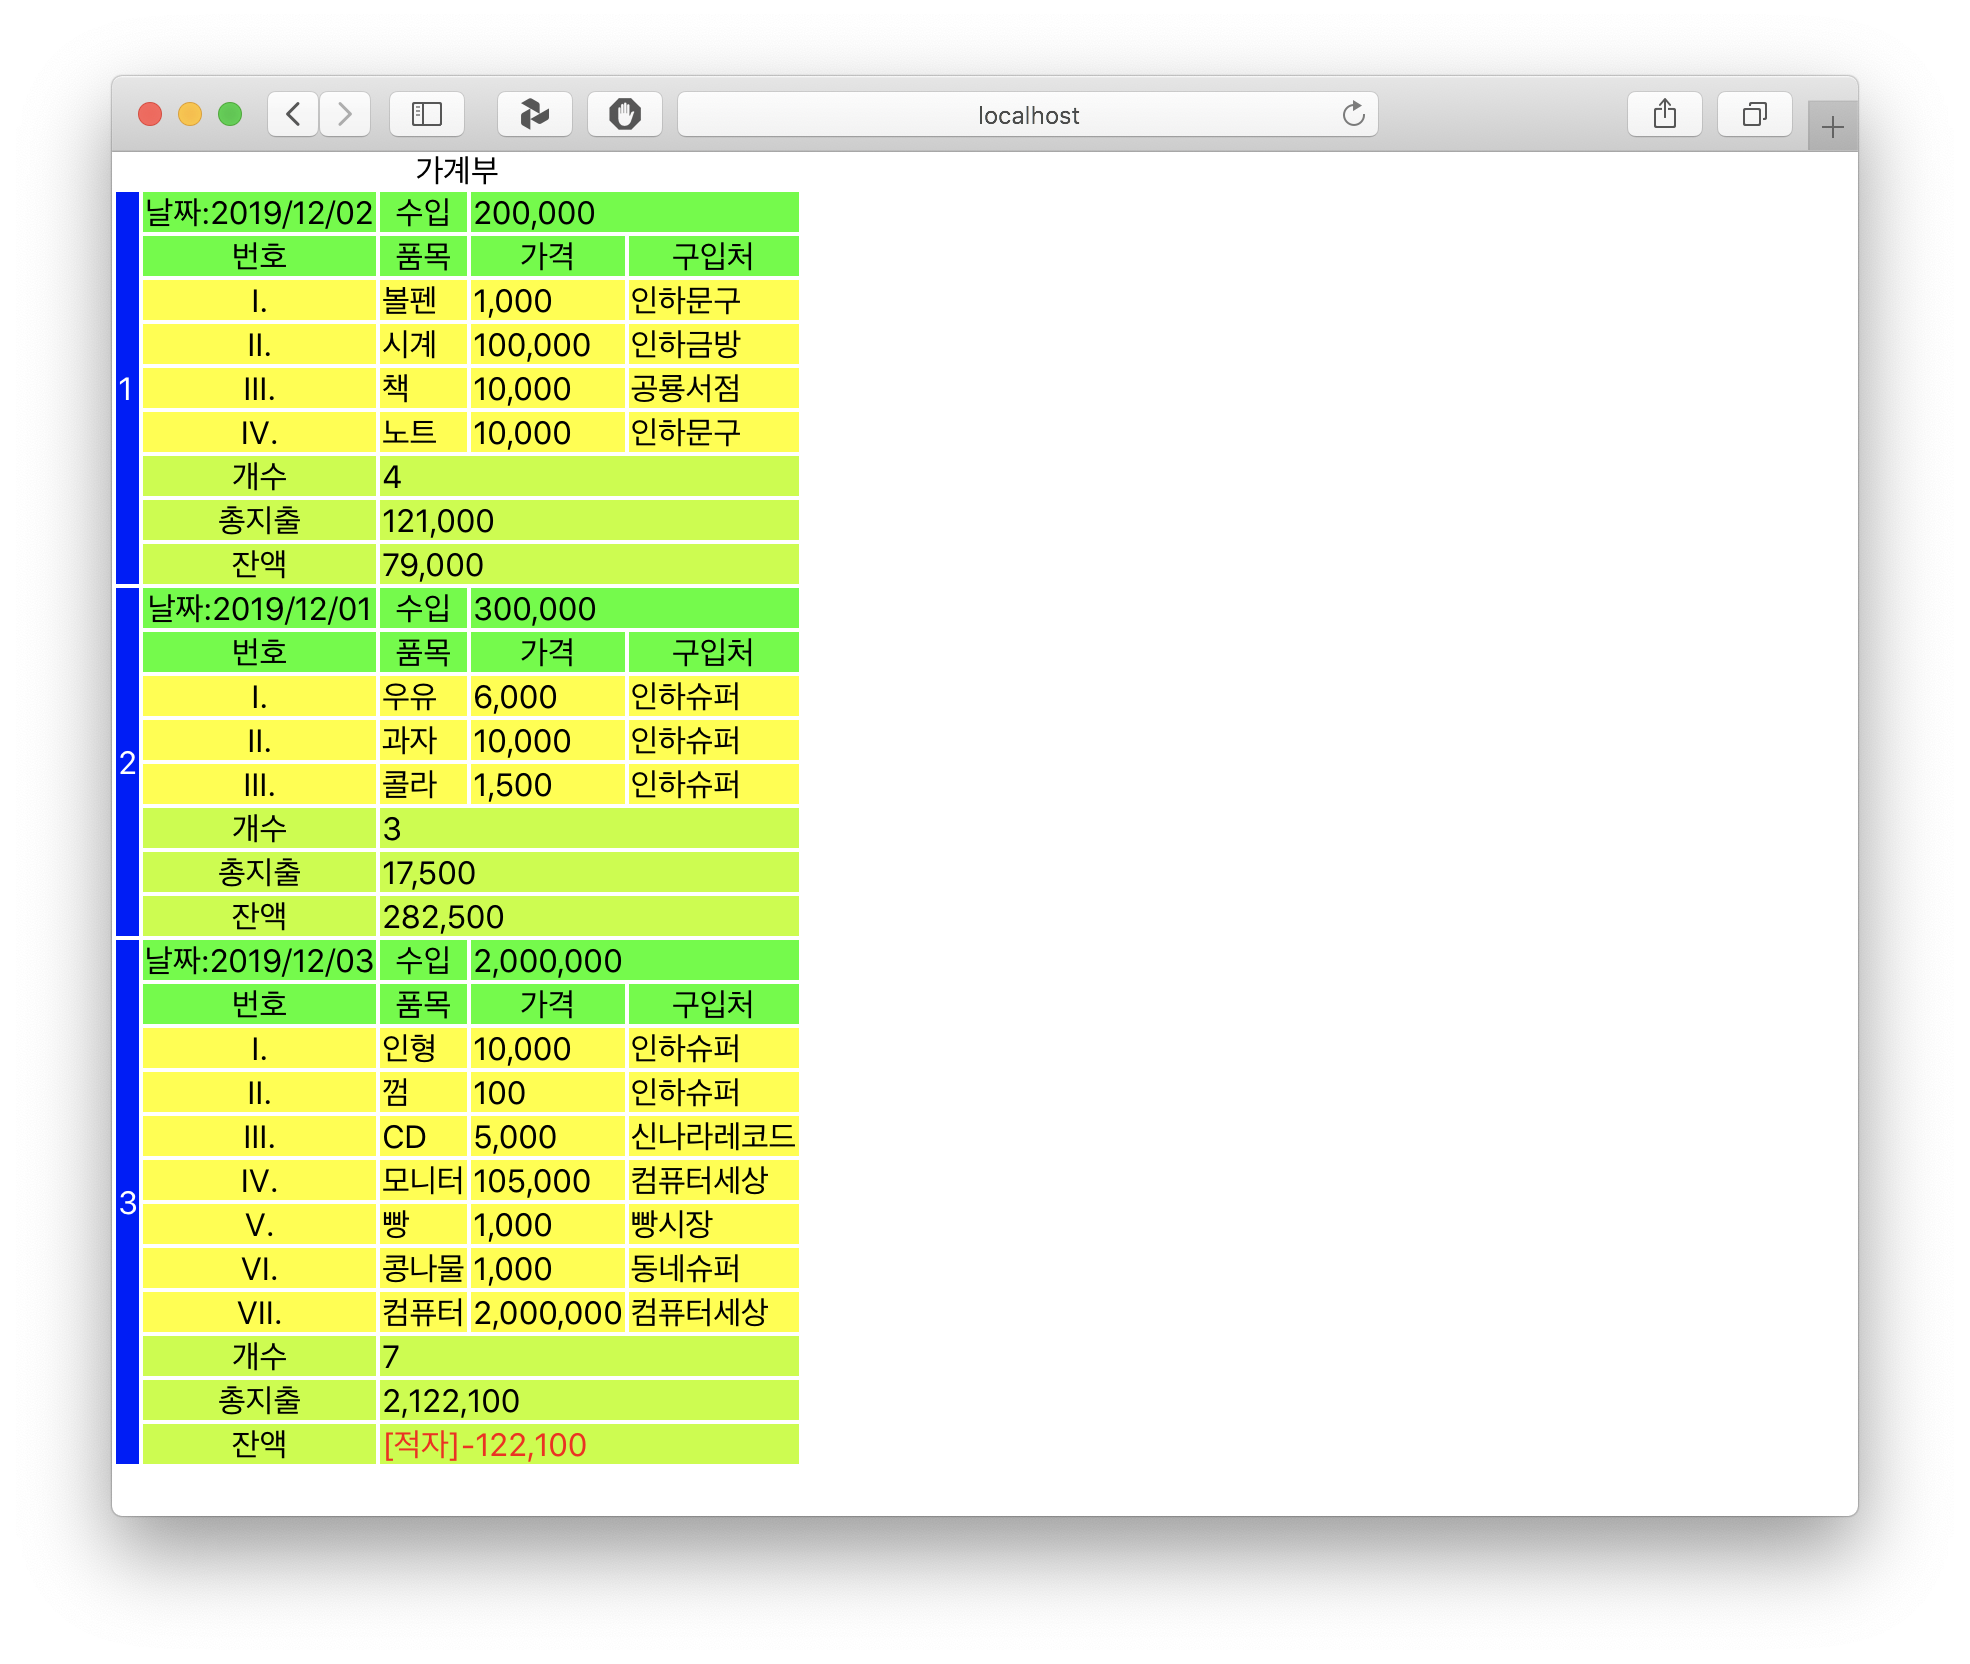 localhost
가계부
날짜:2019/12/02 수입 200,000
번호 품목 가격 구입처
I. 볼펜 1,000 인하문구
II. 시계 100,000 인하금방
1
III. 책 10,000 공룡서점
IV. 노트 10,000 인하문구
개수 4
총지출 121,000
잔액 79,000
날짜:2019/12/01 수입 300,000
번호 품목 가격 구입처
I. 우유 6,000 인하슈퍼
II. 과자 10,000 인하슈퍼
2
III. 콜라 1,500 인하슈퍼
개수 3
총지출 17,500
잔액 282,500
날짜:2019/12/03 수입 2,000,000
번호 품목 가격 구입처
I. 인형 10,000 인하슈퍼
II. 껌 100 인하슈퍼
III. CD 5,000 신나라레코드
IV. 모니터 105,000 컴퓨터세상
3
V. 빵 1,000 빵시장
VI. 콩나물 1,000 동네슈퍼
VII. 컴퓨터 2,000,000 컴퓨터세상
개수 7
총지출 2,122,100
잔액 [적자]-122,100